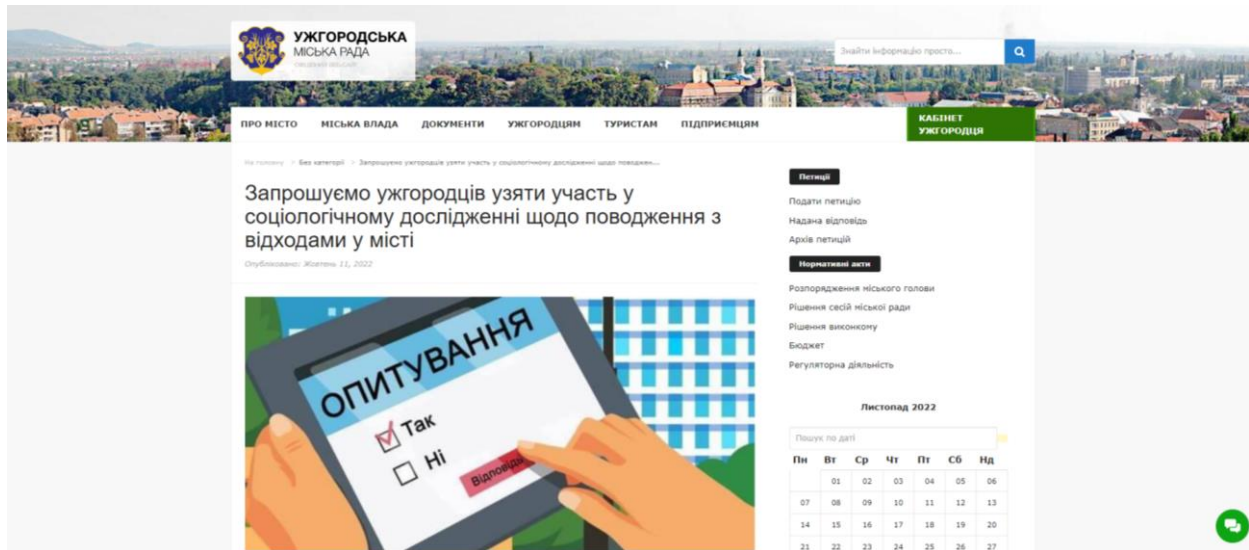 УЖГОРОДСЬКА
МІСЬКА РАДА
Знайти інформацію просто....
ПРО МІСТО МІСЬКА ВЛАДА ДОКУМЕНТИ УЖГОРОДЦЯМ ТУРИСТАМ ПІДПРИЄМЦЯМ
КАБІНЕТ
УЖГОРОДЦЯ
На головну > Без категорії > Запрошуємо ужгородців узяти участь у соціологічному дослідженні щодо поводжен...
Запрошуємо ужгородців узяти участь у
соціологічному дослідженні щодо поводження з
відходами у місті
Опубліковано: Жовтень 11, 2022
ОПИТУВАННЯ
Так
Ні
Петиції
Подати петицію
Надана відповідь
Архів петицій
Нормативні акти
Розпорядження міського голови
Рішення сесій міської ради
Рішення виконкому
Бюджет
Регуляторна діяльність
Листопад 2022
Пошук по даті
Пн Вт Ср Чт Пт Сб Нд
01 02 03 04 05 06
07 08 09 10 11 12 13
14 15 16 17 18 19 20
21 22 23 24 25 26 27